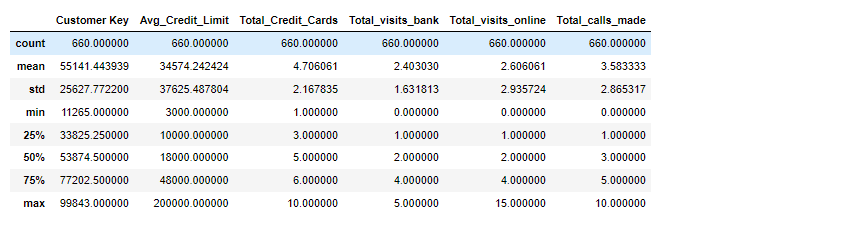 Customer Key Avg_Credit_Limit Total_Credit_Cards Total_visits_bank Total_visits_online Total_calls_made
count 660.000000 660.000000 660.000000 660.000000 660.000000 660.000000
mean 55141.443939 34574.242424 4.706061 2.403030 2.606061 3.583333
std 25627.772200 37625.487804 2.167835 1.631813 2.935724 2.865317
min 11265.000000 3000.000000 1.000000 0.000000 0.000000 0.000000
25% 33825.250000 10000.000000 3.000000 1.000000 1.000000 1.000000
50% 53874.500000 18000.000000 5.000000 2.000000 2.000000 3.000000
75% 77202.500000 48000.000000 6.000000 4.000000 4.000000 5.000000
max 99843.000000 200000.000000 10.000000 5.000000 15.000000 10.000000